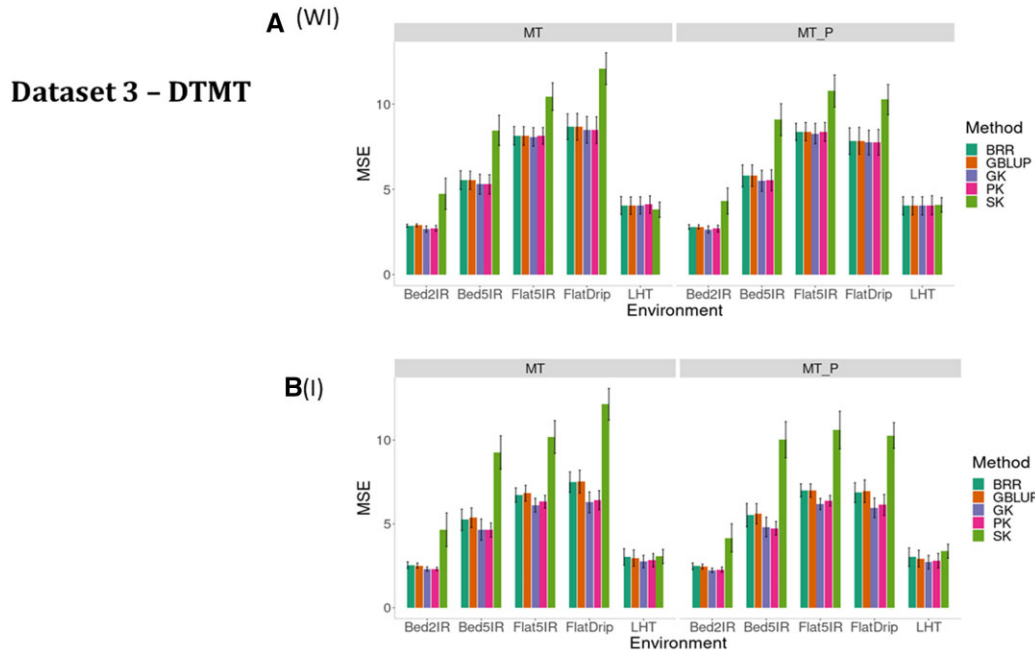 A (WI)
Dataset 3 – DTMT
MT MT_P
MSE
10
5
0
Bed2IR Bed5IR Flat5IR FlatDrip LHT Bed2IR Bed5IR Flat5IR FlatDrip LHT
Environment
Method
BRR
GBLUP
GK
PK
SK
B(I)
MT MT_P
MSE
10
5
0
Bed2IR Bed5IR Flat5IR FlatDrip LHT Bed2IR Bed5IR Flat5IR FlatDrip LHT
Environment
Method
BRR
GBLUP
GK
PK
SK